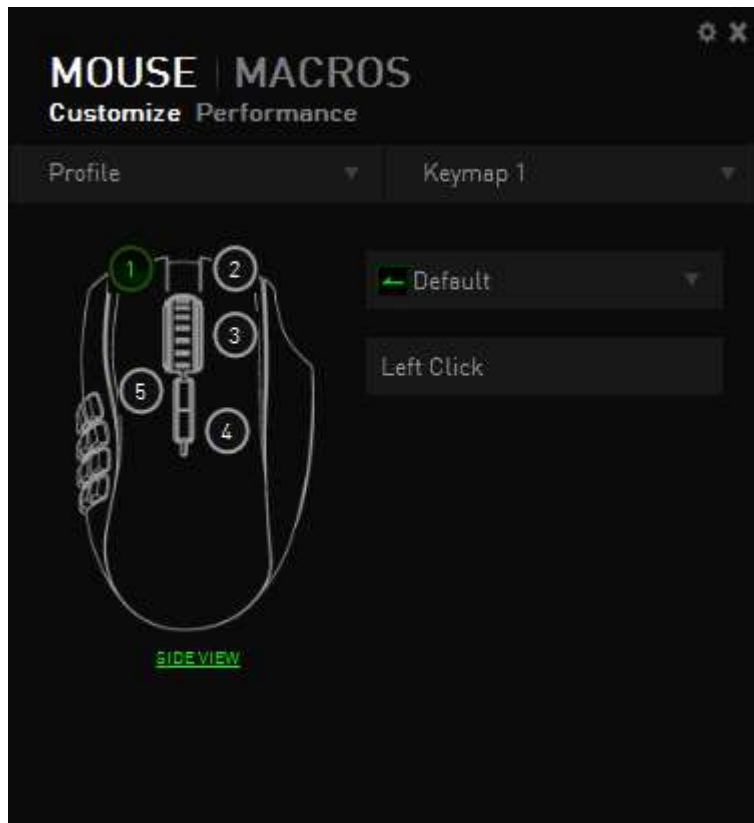 MOUSE | MACROS
Customize Performance
Profile
Keymap 1
1
2
Default
3
Left Click
5
4
SIDE VIEW